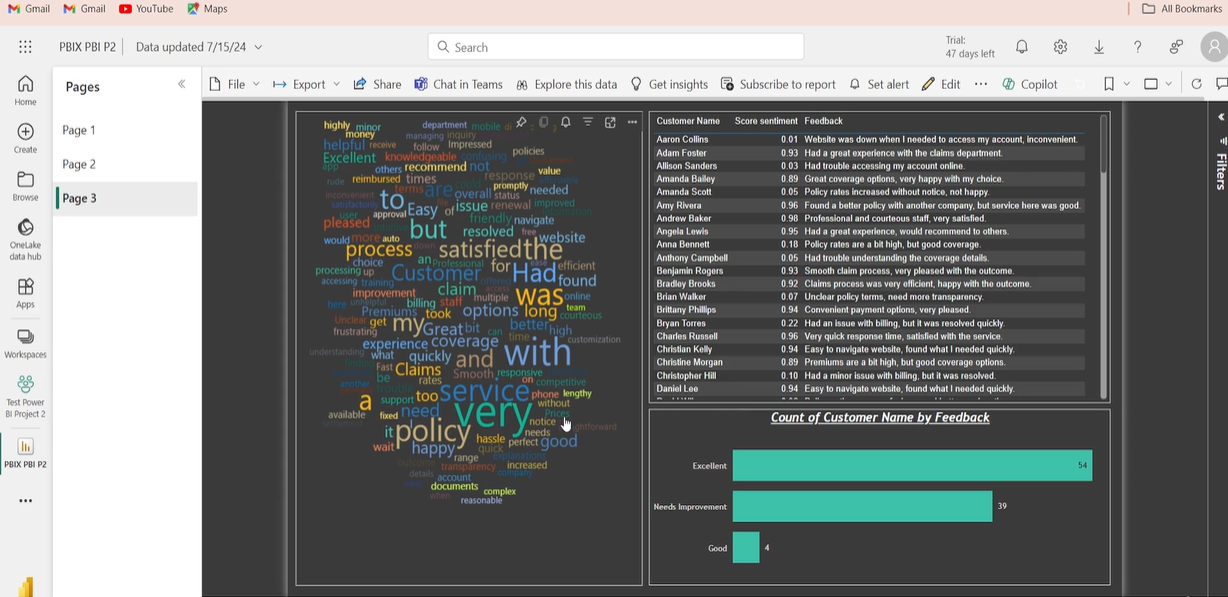 Gmail Gmail YouTube Maps All Bookmarks
PBIX PBI P2 Data updated 7/15/24 Search Trial:
47 days left
Home
Create
Browse
OneLake
data hub
Apps
Workspaces
Test Power
BI Project 2
PBIX PBI P2
Pages
Page 1
Page 2
Page 3
File Export Share Chat in Teams Explore this data Get insights Subscribe to report Set alert Edit Copilot
Filters
highly minor department mobile
money managing inquiry
helpful receive follow Impressed
Excellent knowledgeable confusing policies
app others recommend not value
rude reimbursed times response
terms are overall status promptly needed
to Easy of issue renewal improved
user approval friendly navigate
pleased but resolved free website
would more auto down satisfied the
process an Professional for ease efficient
choice Customer Had found
processing up
accessing training claim was online
improvement billing staff multiple
here unhelpful Premiums took options long team
Unclear get my Great bit can better high courteous
frustrating time customization
experience coverage with
understanding what quickly and
Fast Claims Smooth responsive
another be rates on competitive
a support too service phone lengthy
available fixed need very without
Prices
it policy notice
needs
wait happy hassle perfect good
quick
range explanations
transparency increased
details account company
documents complex
when reasonable
Customer Name Score sentiment Feedback
Aaron Collins 0.01 Website was down when I needed to access my account, inconvenient.
Adam Foster 0.93 Had a great experience with the claims department.
Allison Sanders 0.03 Had trouble accessing my account online.
Amanda Bailey 0.89 Great coverage options, very happy with my choice.
Amanda Scott 0.05 Policy rates increased without notice, not happy.
Amy Rivera 0.96 Found a better policy with another company, but service here was good.
Andrew Baker 0.98 Professional and courteous staff, very satisfied.
Angela Lewis 0.95 Had a great experience, would recommend to others.
Anna Bennett 0.18 Policy rates are a bit high, but good coverage.
Anthony Campbell 0.05 Had trouble understanding the coverage details.
Benjamin Rogers 0.93 Smooth claim process, very pleased with the outcome.
Bradley Brooks 0.92 Claims process was very efficient, happy with the outcome.
Brian Walker 0.07 Unclear policy terms, need more transparency.
Brittany Phillips 0.94 Convenient payment options, very pleased.
Bryan Torres 0.22 Had an issue with billing, but it was resolved quickly.
Charles Russell 0.96 Very quick response time, satisfied with the service.
Christian Kelly 0.94 Easy to navigate website, found what I needed quickly.
Christine Morgan 0.89 Premiums are a bit high, but good coverage options.
Christopher Hill 0.10 Had a minor issue with billing, but it was resolved.
Daniel Lee 0.94 Easy to navigate website, found what I needed quickly.
Count of Customer Name by Feedback
Excellent 54
Needs Improvement 39
Good 4